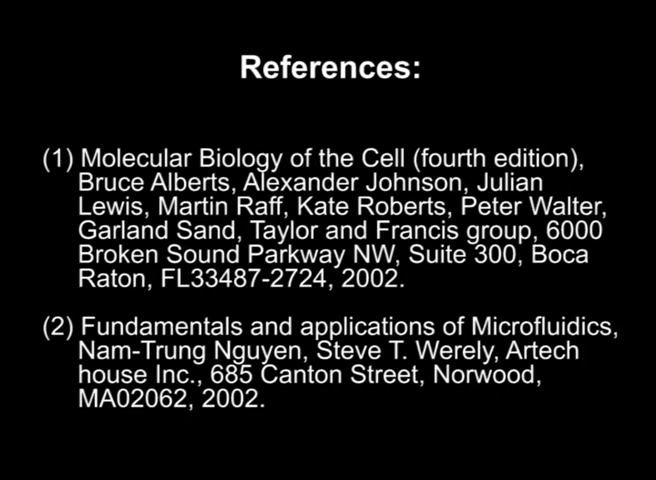 References:
(1) Molecular Biology of the Cell (fourth edition),
Bruce Alberts, Alexander Johnson, Julian
Lewis, Martin Raff, Kate Roberts, Peter Walter,
Garland Sand, Taylor and Francis group, 6000
Broken Sound Parkway NW, Suite 300, Boca
Raton, FL33487-2724, 2002.
(2) Fundamentals and applications of Microfluidics,
Nam-Trung Nguyen, Steve T. Werely, Artech
house Inc., 685 Canton Street, Norwood,
MA02062, 2002.